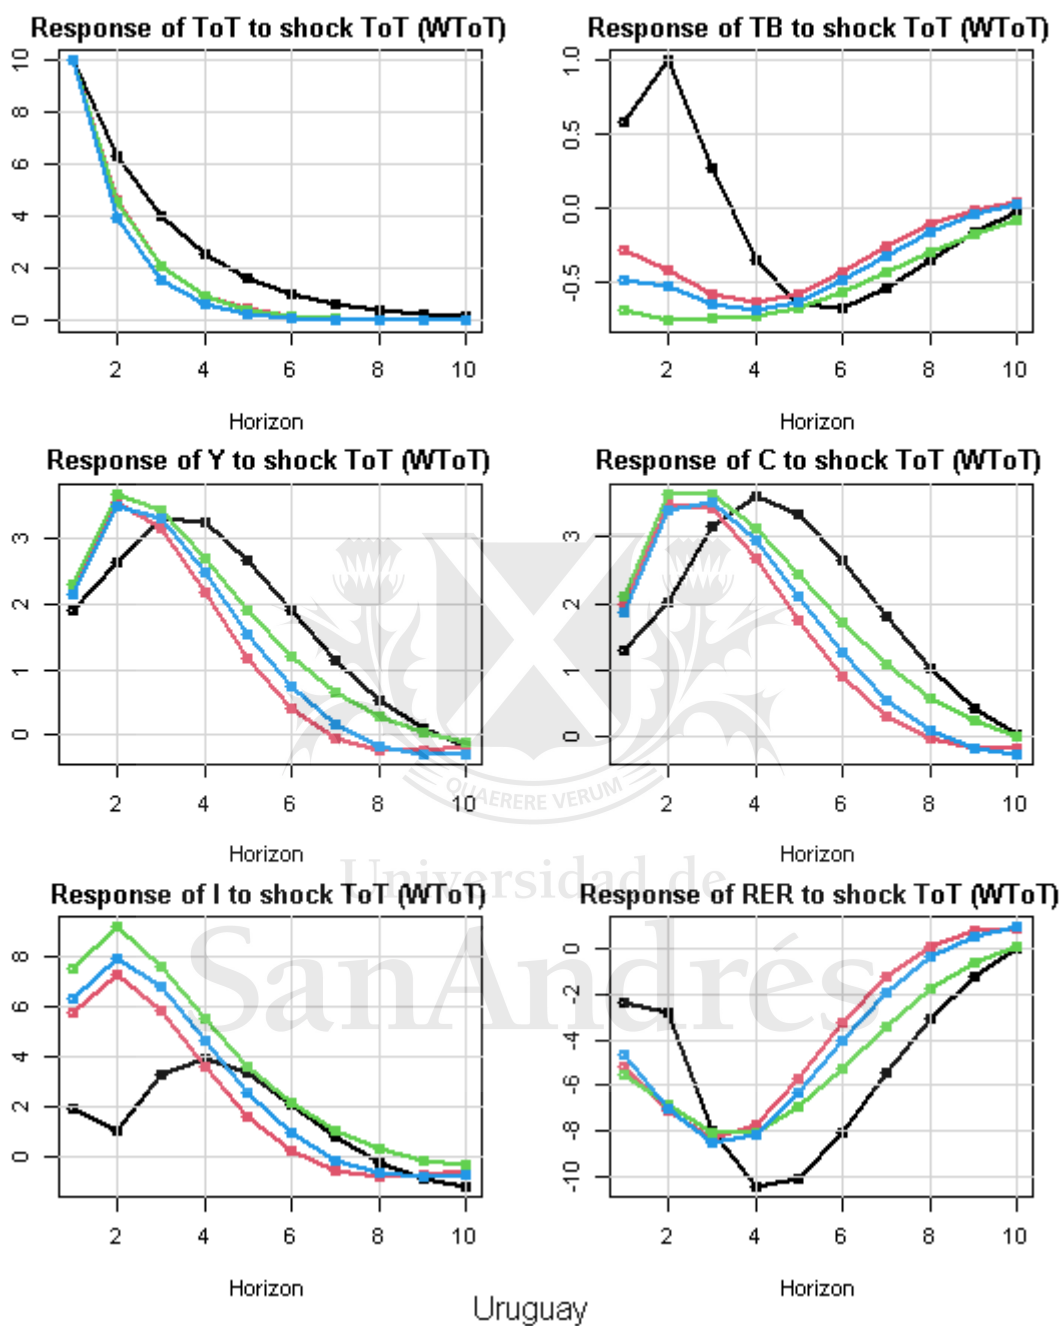 Response of ToT to shock ToT (WToT)
0 2 4 6 8 10
2 4 6 8 10
Horizon
Response of TB to shock ToT (WToT)
-0.5 0.0 0.5 1.0
2 4 6 8 10
Horizon
Response of Y to shock ToT (WToT)
0 1 2 3
2 4 6 8 10
Horizon
Response of C to shock ToT (WToT)
0 1 2 3
2 4 6 8 10
Horizon
QUAERERE VERUM
Universidad de
SanAndrés
Response of I to shock ToT (WToT)
0 2 4 6 8
2 4 6 8 10
Horizon
Response of RER to shock ToT (WToT)
-10 -8 -6 -4 -2 0
2 4 6 8 10
Horizon
Uruguay